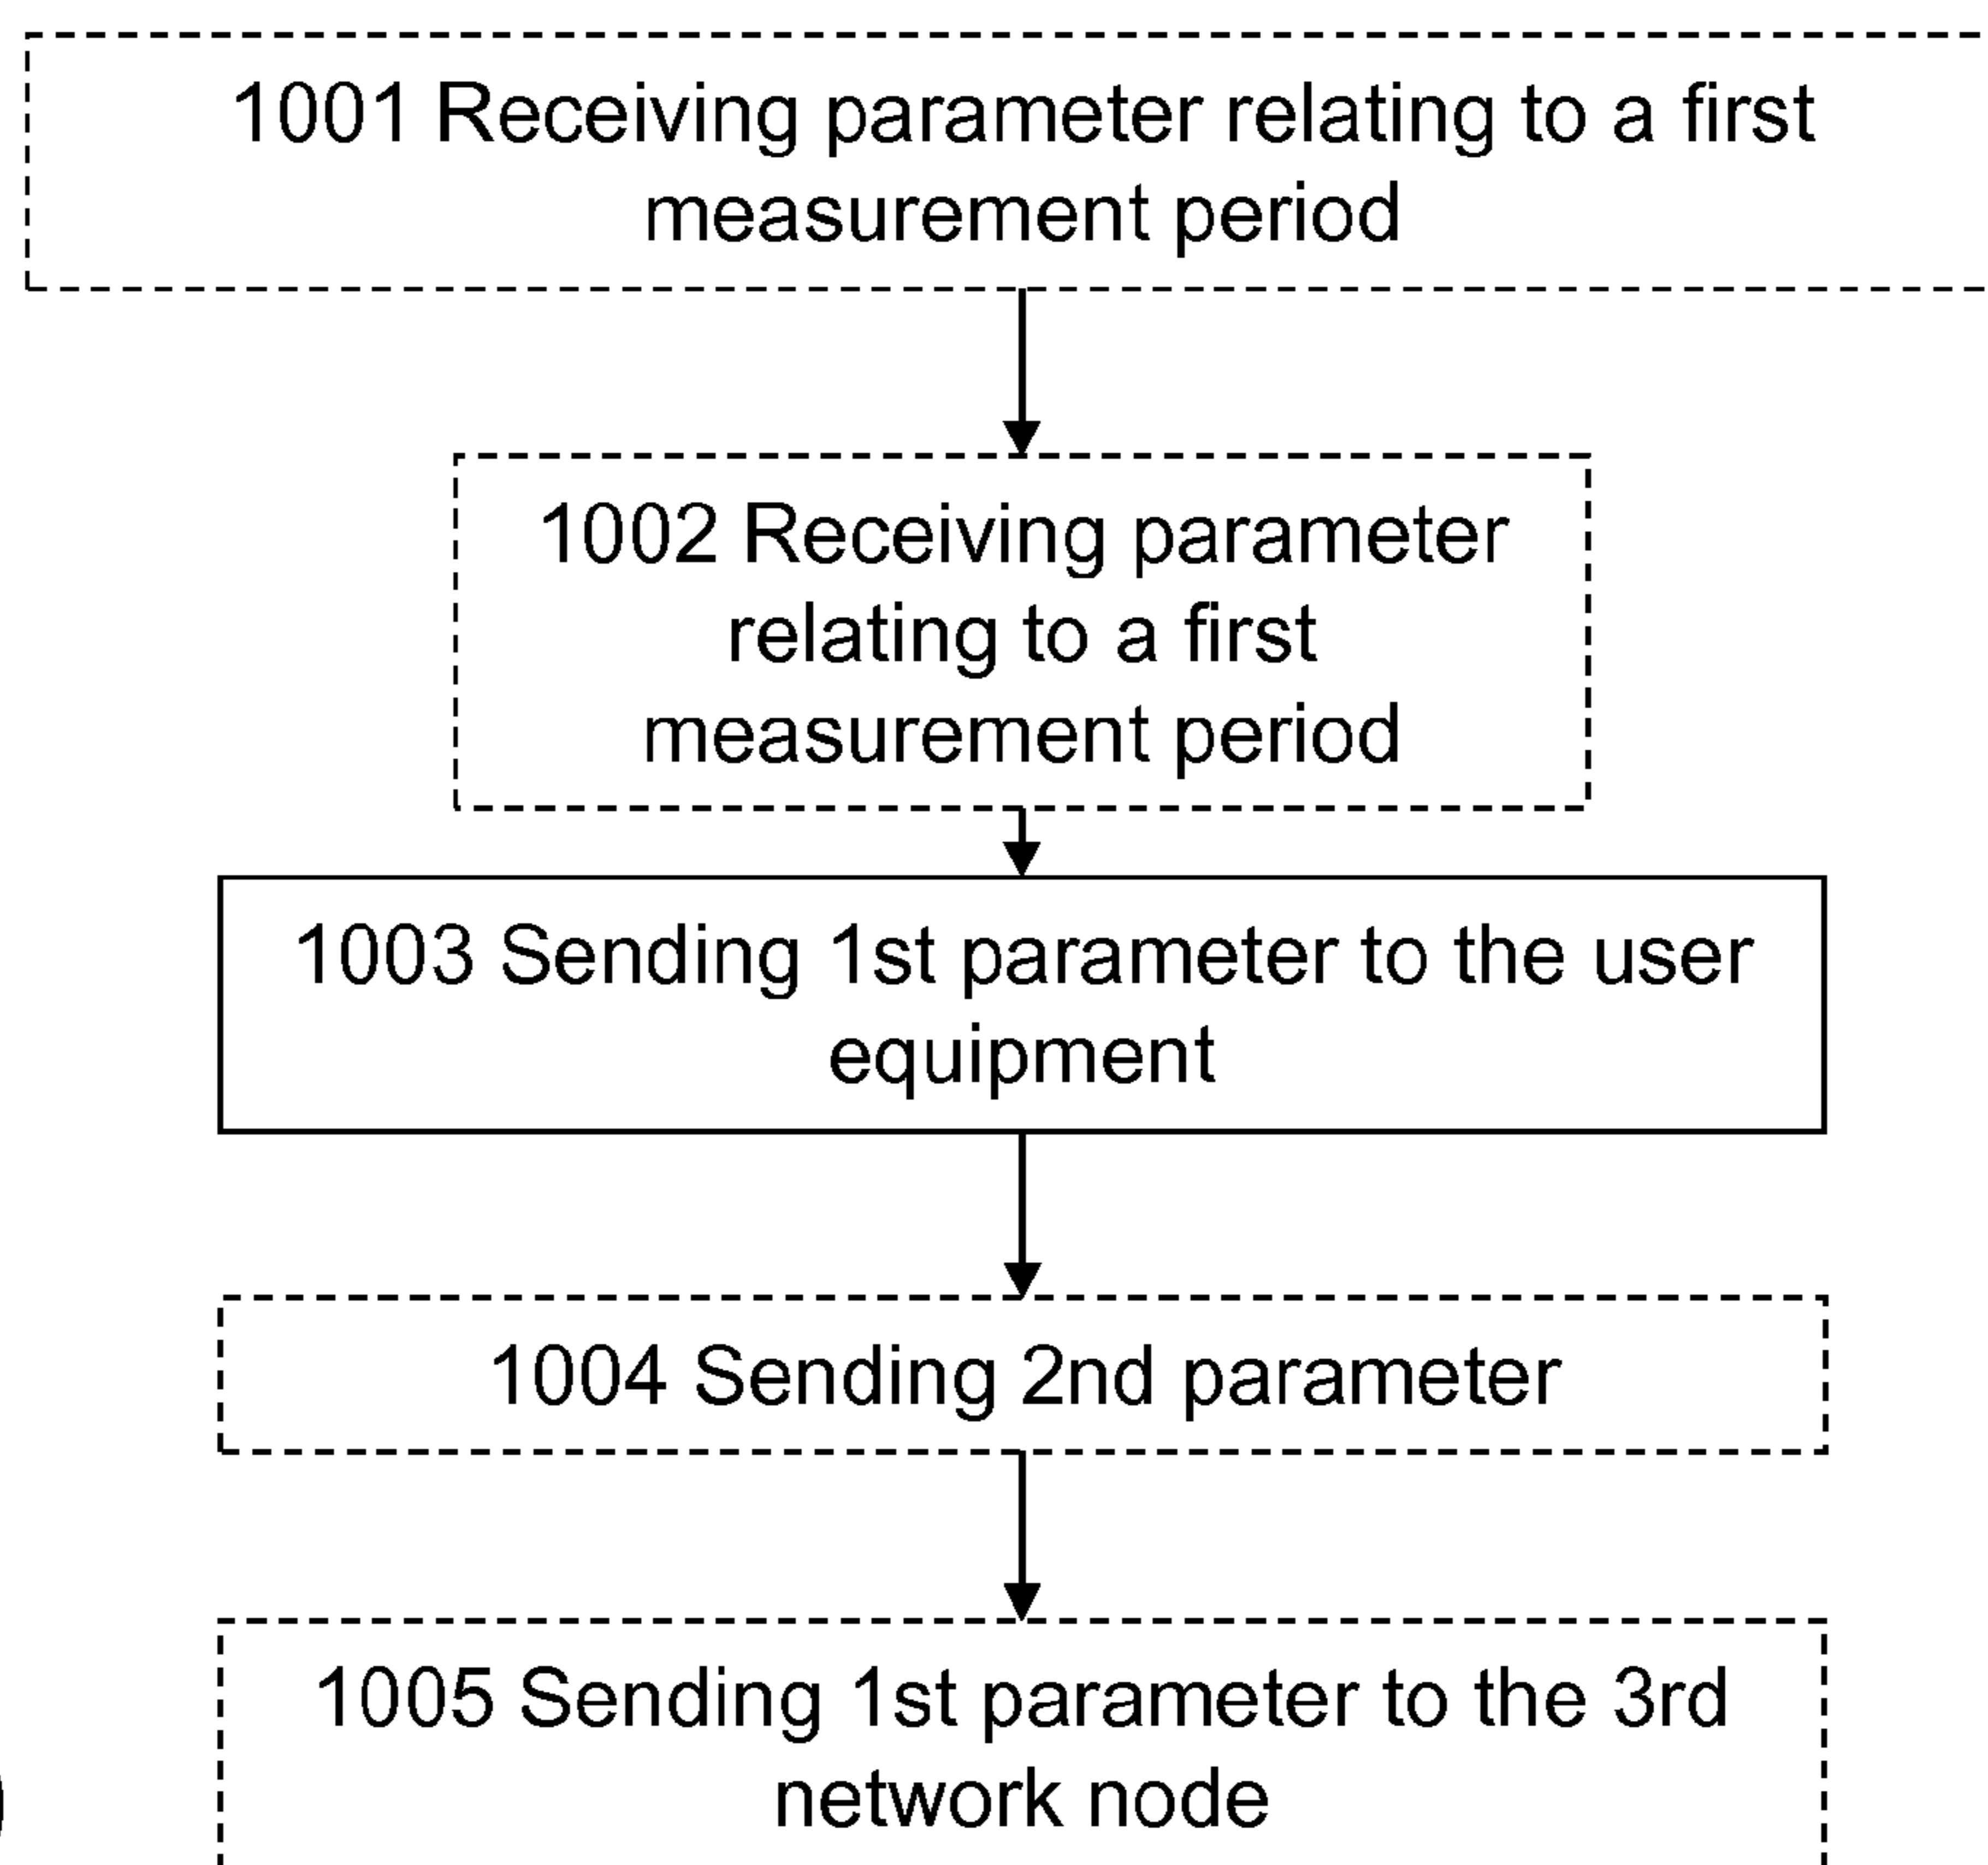 1001 Receiving parameter relating to a first
measurement period
1002 Receiving parameter
relating to a first
measurement period
1003 Sending 1st parameter to the user
equipment
1004 Sending 2nd parameter
1005 Sending 1st parameter to the 3rd
network node